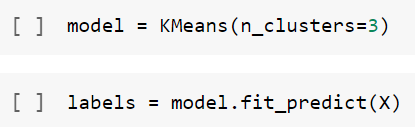 [ ] model = KMeans(n_clusters=3)
[ ] labels = model.fit_predict(X)